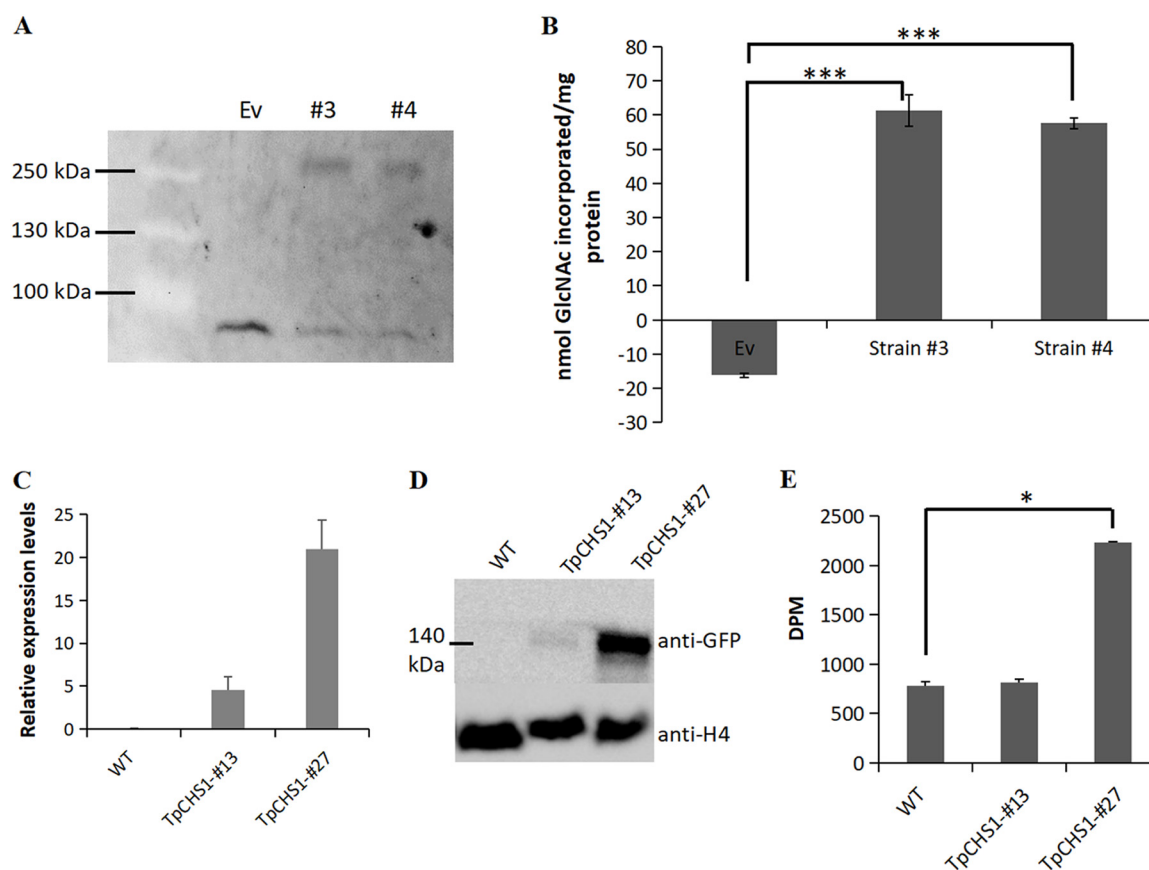 A
Ev #3 #4
250 kDa
130 kDa
100 kDa
B
nmol GlcNAc incorporated/mg
protein
80
70
60
50
40
30
20
10
0
-10
-20
-30
***
***
Ev
Strain #3
Strain #4
C
Relative expression levels
25
20
15
10
5
0
WT
TpCHS1-#13
TpCHS1-#27
D
WT
TpCHS1-#13
TpCHS1-#27
140
kDa
anti-GFP
anti-H4
E
DPM
2500
2000
1500
1000
500
0
*
WT
TpCHS1-#13
TpCHS1-#27